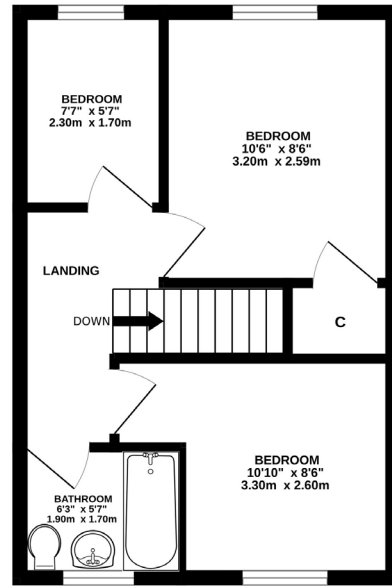 BEDROOM
7'7" x 5'7"
2.30m x 1.70m
BEDROOM
10'6" x 8'6"
3.20m x 2.59m
LANDING
DOWN
C
BEDROOM
10'10" x 8'6"
3.30m x 2.60m
BATHROOM
6'3" x 5'7"
1.90m x 1.70m